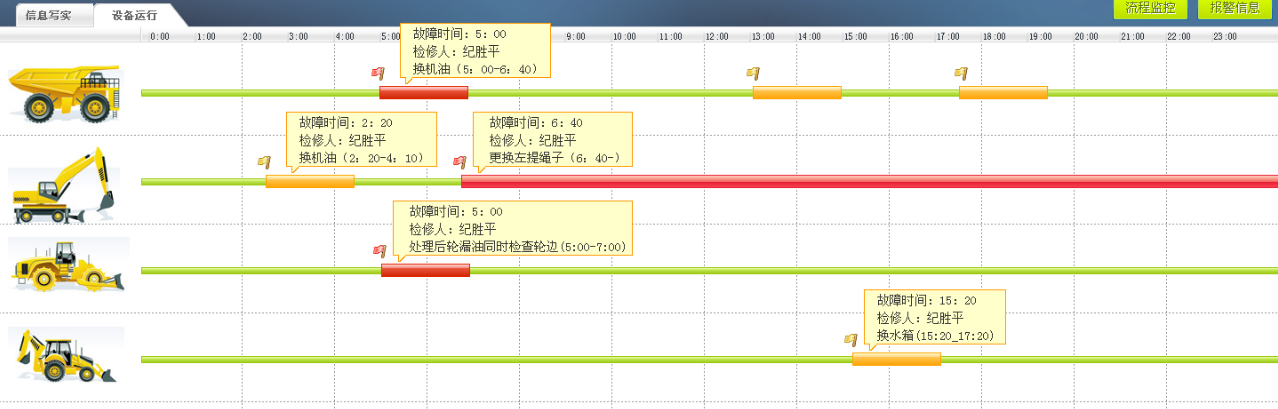 信息写实
设备运行
流程监控
报警信息
0:00 1:00 2:00 3:00 4:00 5:00 9:00 10:00 11:00 12:00 13:00 14:00 15:00 16:00 17:00 18:00 19:00 20:00 21:00 22:00 23:00
故障时间：5：00
检修人：纪胜平
换机油（5：00-6：40）
故障时间：2：20
检修人：纪胜平
换机油（2：20-4：10）
故障时间：6：40
检修人：纪胜平
更换左提绳子（6：40-）
故障时间：5：00
检修人：纪胜平
处理后轮漏油同时检查轮边(5:00-7:00)
故障时间：15：20
检修人：纪胜平
换水箱(15:20_17:20)